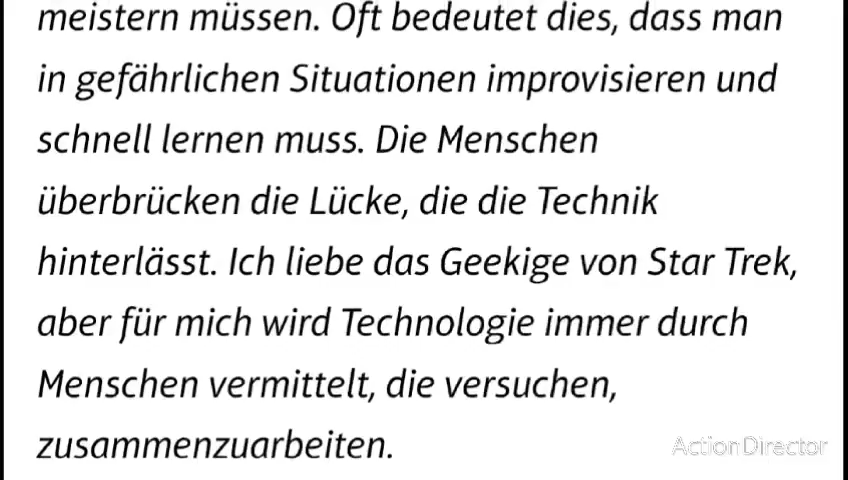 meistern müssen. Oft bedeutet dies, dass man
in gefährlichen Situationen improvisieren und
schnell lernen muss. Die Menschen
überbrücken die Lücke, die die Technik
hinterlässt. Ich liebe das Geekige von Star Trek,
aber für mich wird Technologie immer durch
Menschen vermittelt, die versuchen,
zusammenzuarbeiten.
ActionDirector